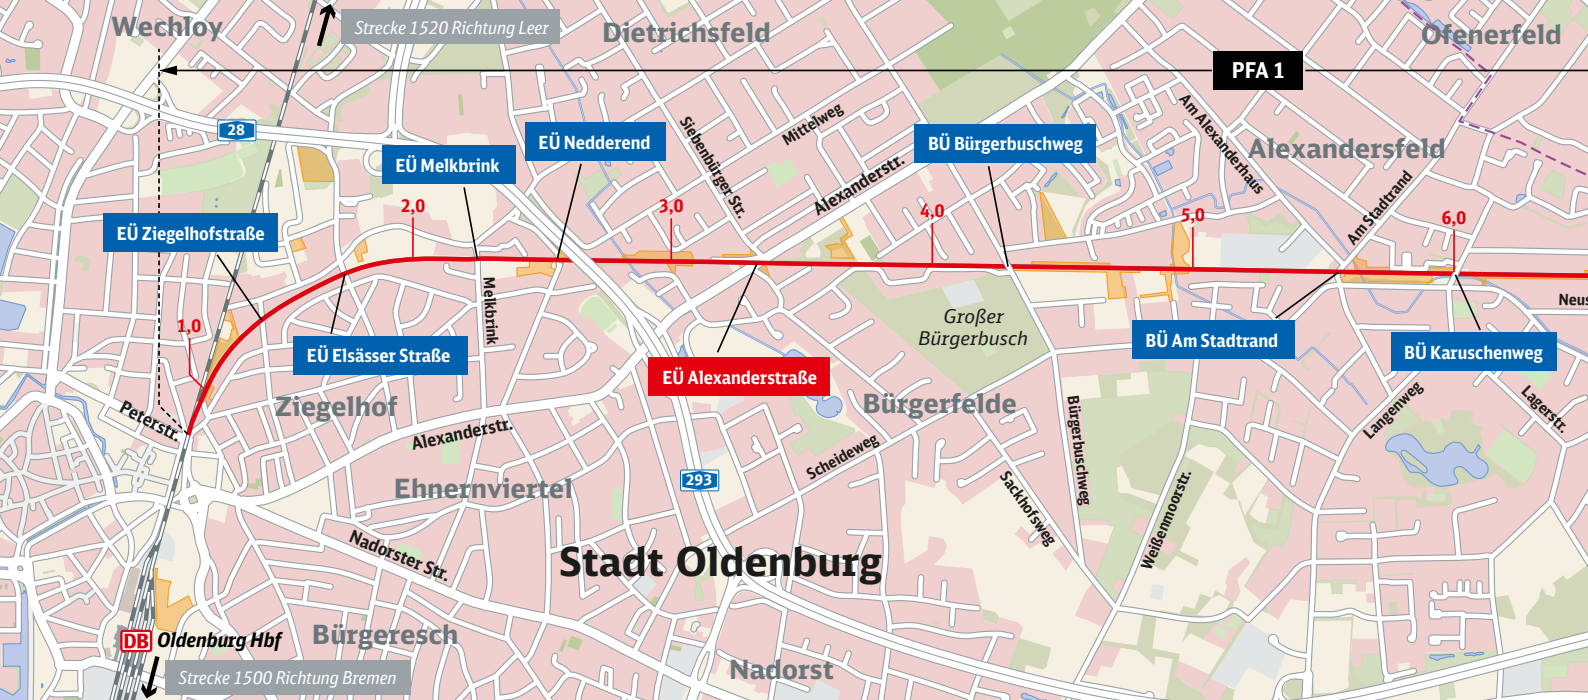 Wechloy
Strecke 1520 Richtung Leer
Dietrichsfeld
Ofenerfeld
PFA 1
28
EÜ Melkbrink
EÜ Nedderend
Siebenbürger Str.
Mittelweg
Alexanderstr.
BÜ Bürgerbuschweg
Am Alexanderhaus
Alexandersfeld
Am Stadtrand
EÜ Ziegelhofstraße
2,0
3,0
4,0
5,0
6,0
Melkbrink
Neus
1,0
EÜ Elsässer Straße
Großer
Bürgerbusch
BÜ Am Stadtrand
BÜ Karuschenweg
EÜ Alexanderstraße
Peterstr.
Ziegelhof
Alexanderstr.
Bürgerfelde
Scheideweg
Bürgerbuschweg
Langenweg
Lagerstr.
293
Ehnernviertel
Sackhofsweg
Weißenmoorstr.
Nadorster Str.
Stadt Oldenburg
DB Oldenburg Hbf
Bürgeresch
Strecke 1500 Richtung Bremen
Nadorst